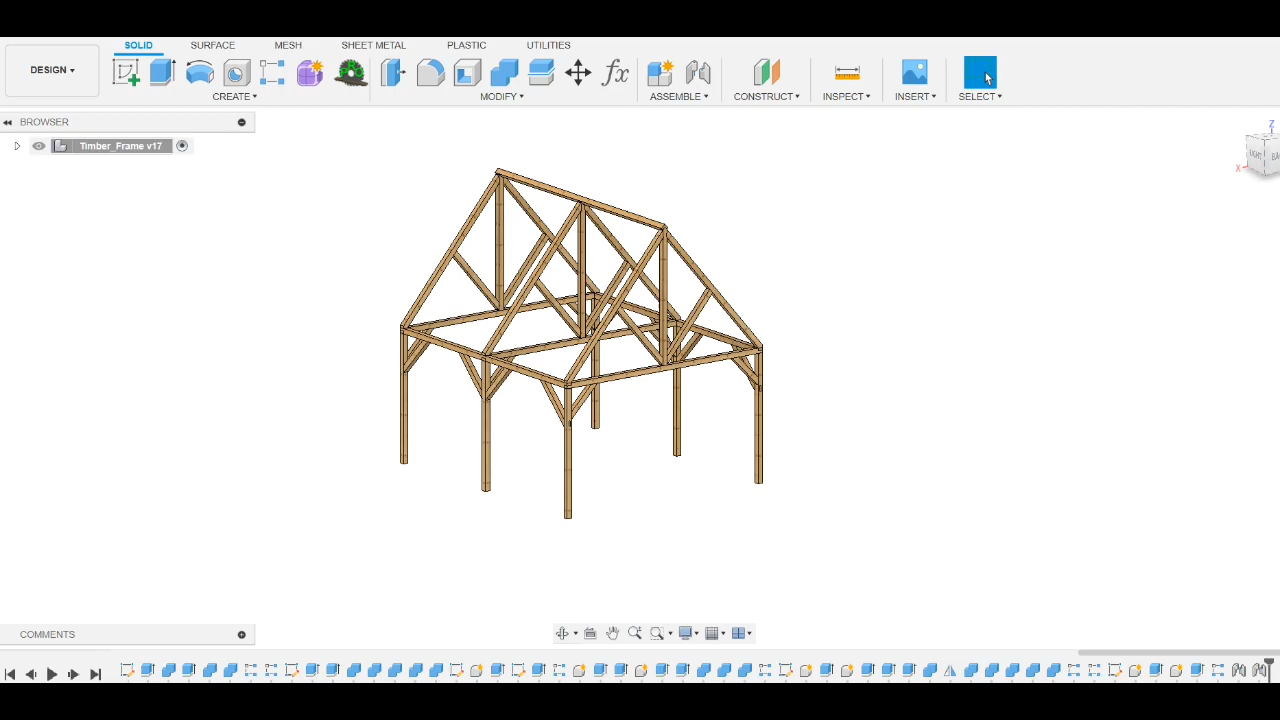 SOLID SURFACE MESH SHEET METAL PLASTIC UTILITIES
DESIGN
fx
CREATE MODIFY ASSEMBLE CONSTRUCT INSPECT INSERT SELECT
BROWSER
Timber_Frame v17
Z
X
COMMENTS